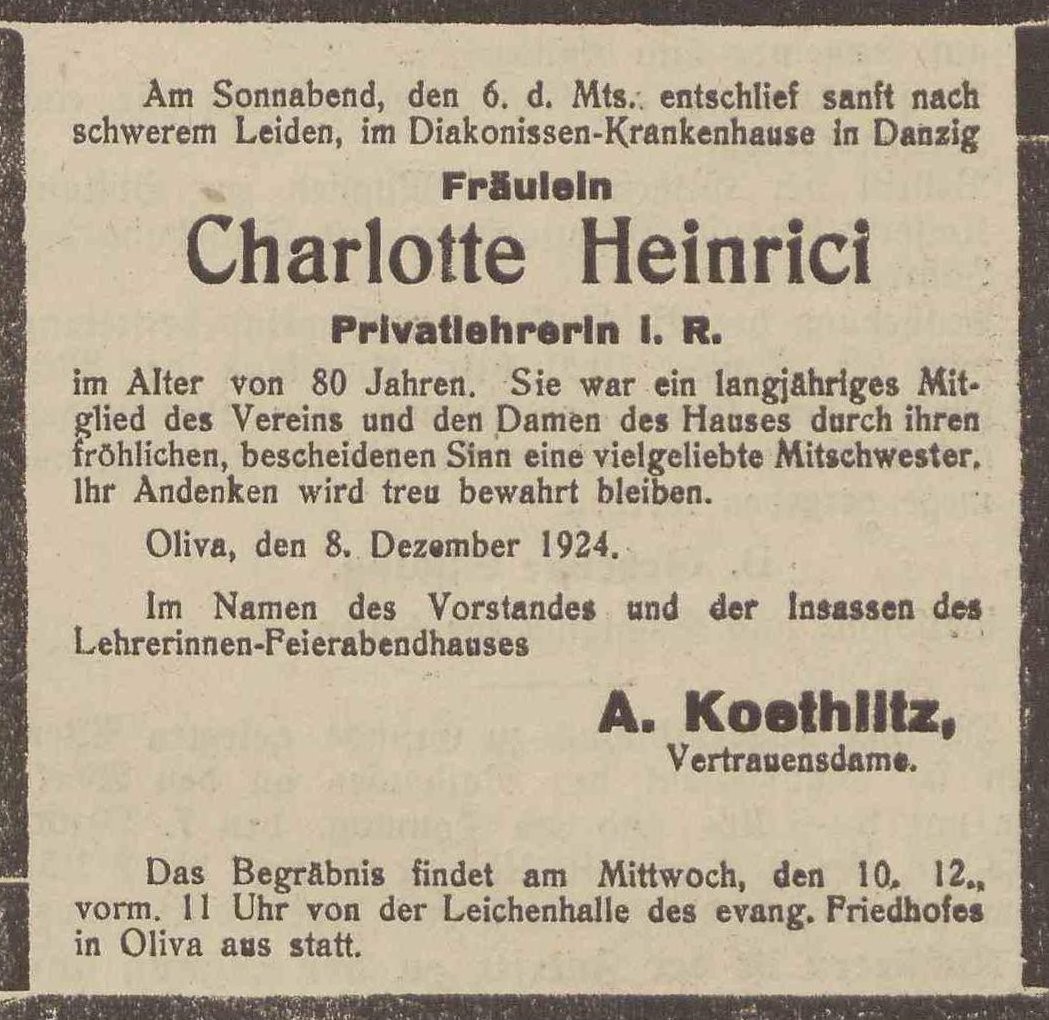 Am Sonnabend, den 6. d. Mts. entschlief sanft nach
schwerem Leiden, im Diakonissen-Krankenhause in Danzig
Fräulein
Charlotte Heinrici
Privatlehrerin i. R.
im Alter von 80 Jahren. Sie war ein langjähriges Mit-
glied des Vereins und den Damen des Hauses durch ihren
fröhlichen, bescheidenen Sinn eine vielgeliebte Mitschwester.
Ihr Andenken wird treu bewahrt bleiben.
Oliva, den 8. Dezember 1924.
Im Namen des Vorstandes und der Insassen des
Lehrerinnen-Feierabendhauses
A. Koethlitz,
Vertrauensdame.
Das Begräbnis findet am Mittwoch, den 10. 12.,
vorm. 11 Uhr von der Leichenhalle des evang. Friedhofes
in Oliva aus statt.